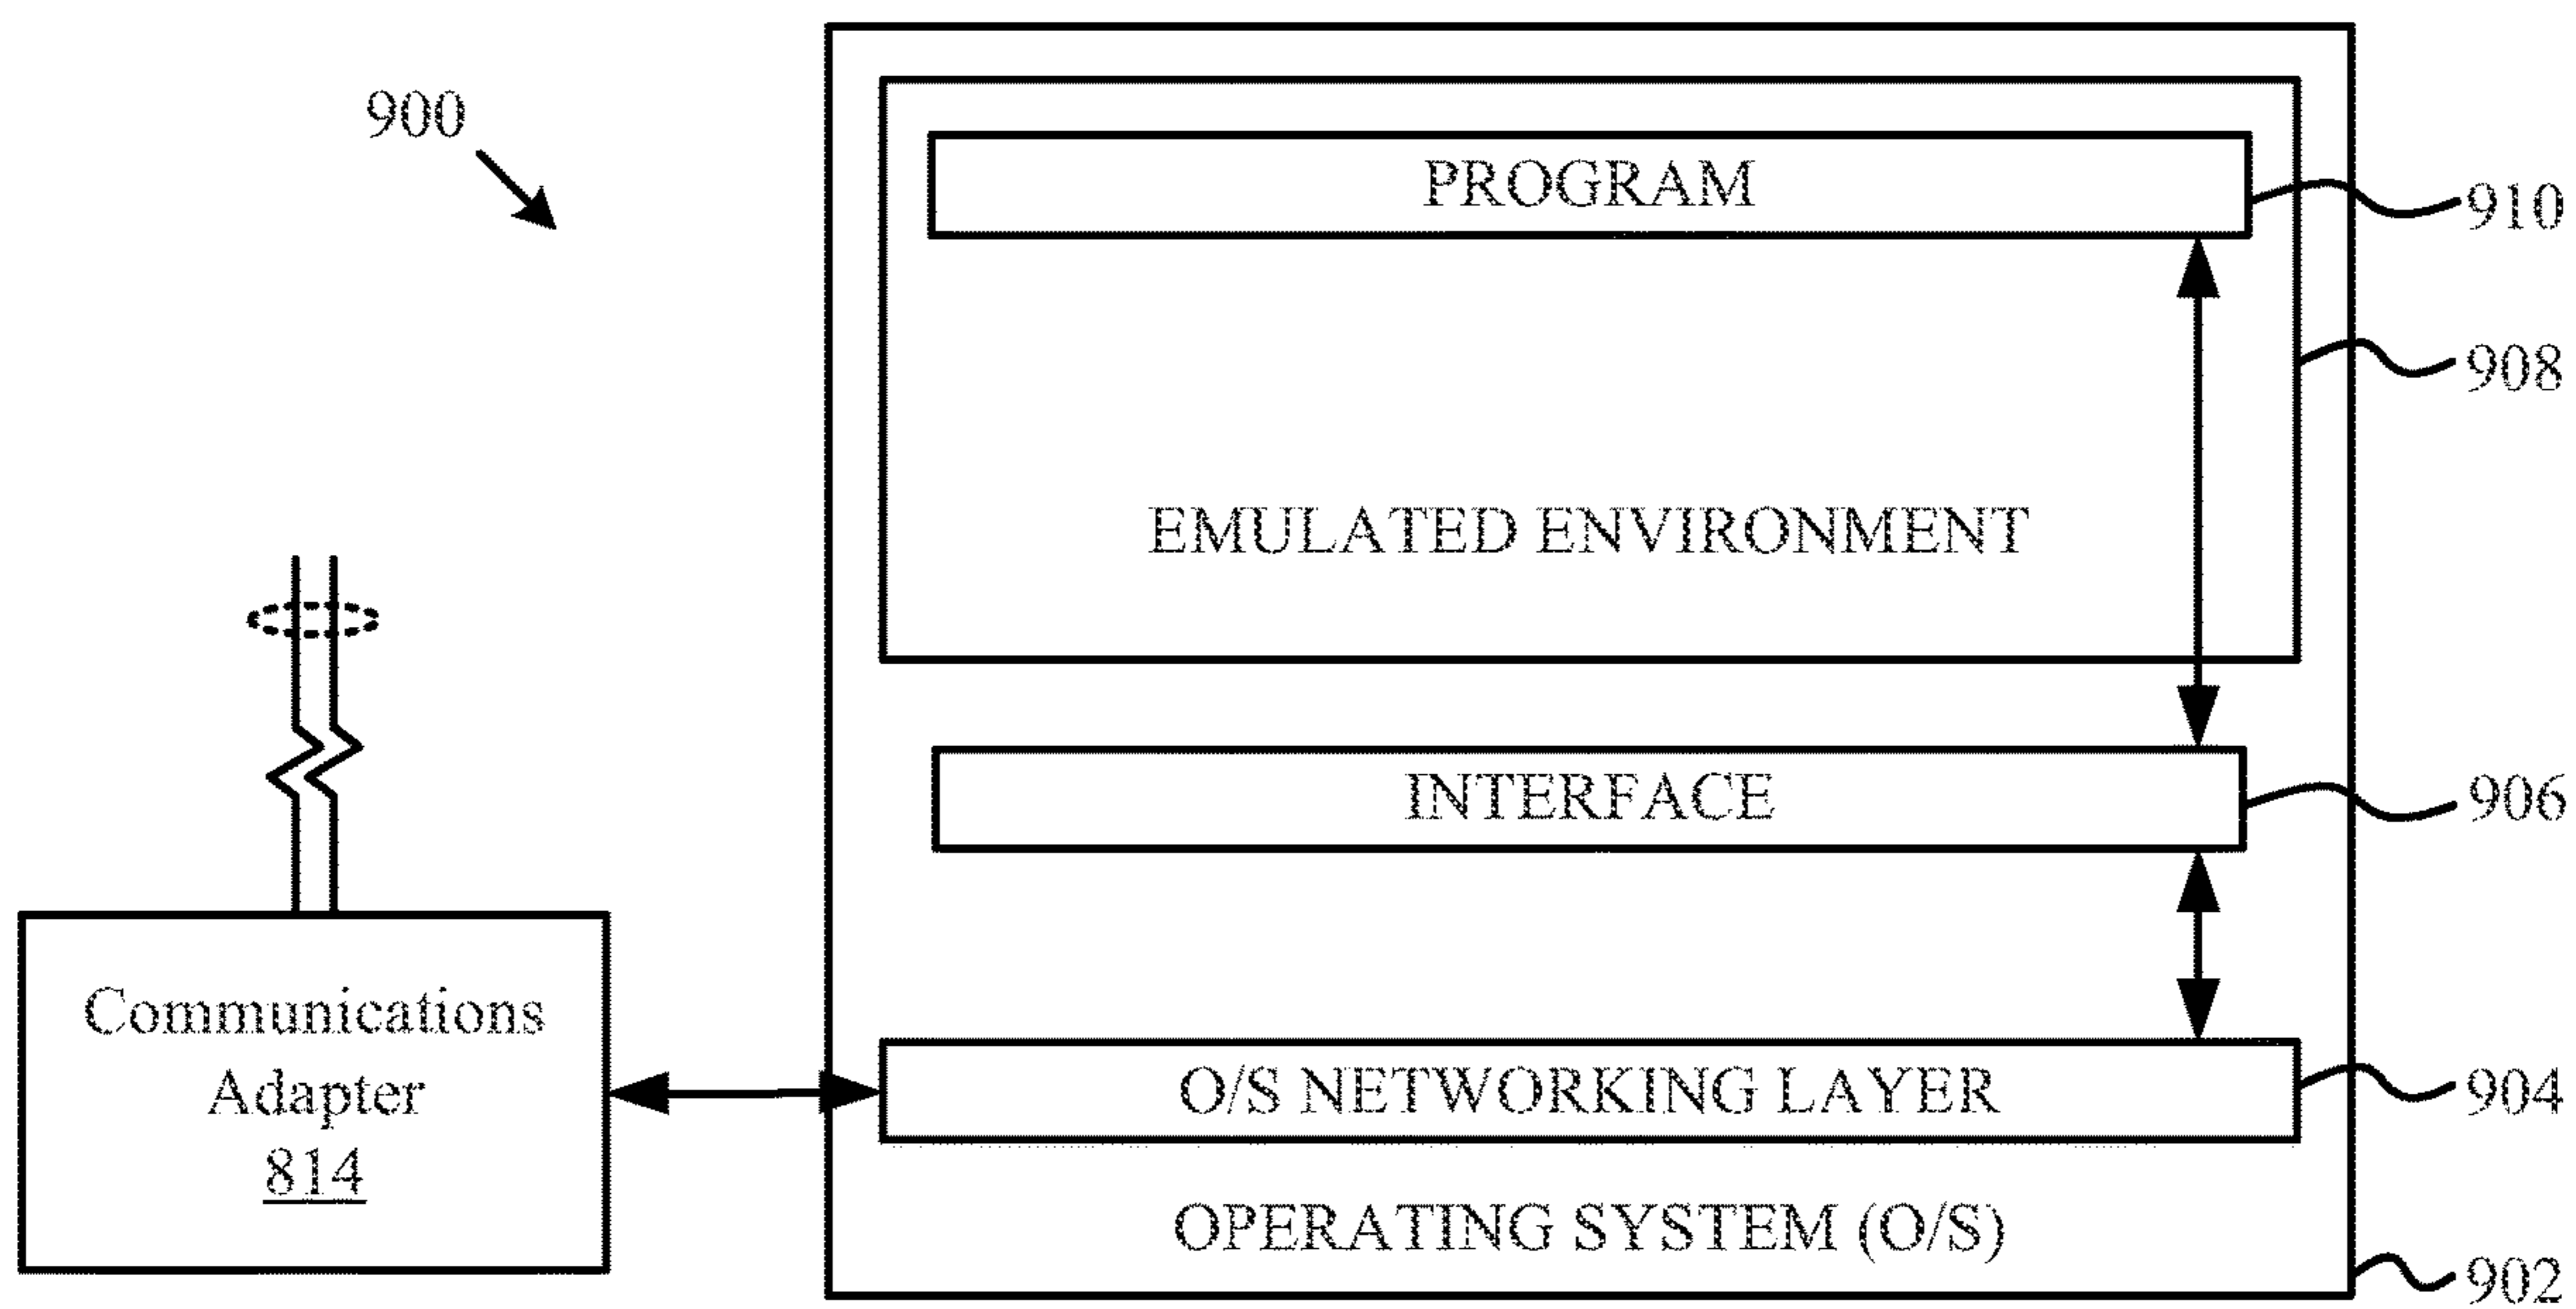 900
PROGRAM
910
908
EMULATED ENVIRONMENT
INTERFACE
906
Communications
Adapter
814
O/S NETWORKING LAYER
904
OPERATING SYSTEM (O/S)
902